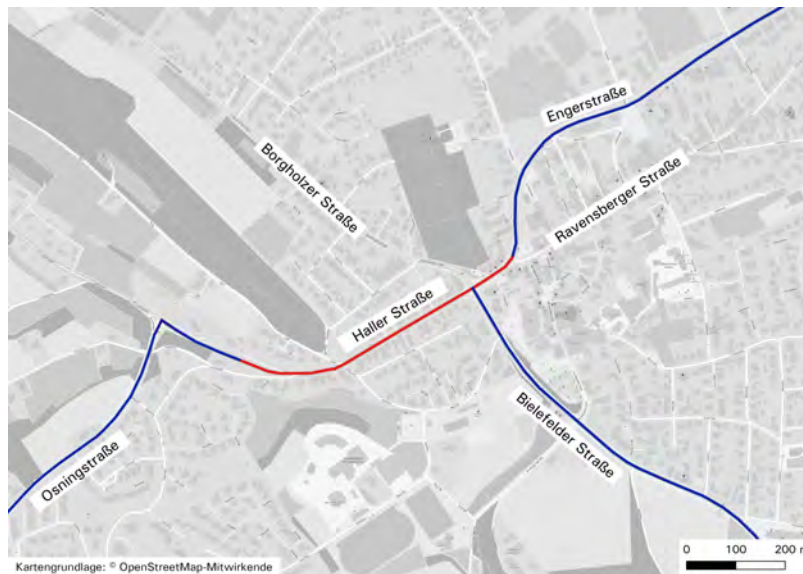 Engerstraße
Borgholzer Straße
Ravensberger Straße
Haller Straße
Bielefelder Straße
Osningstraße
0 100 200 m
Kartengrundlage: © OpenStreetMap-Mitwirkende